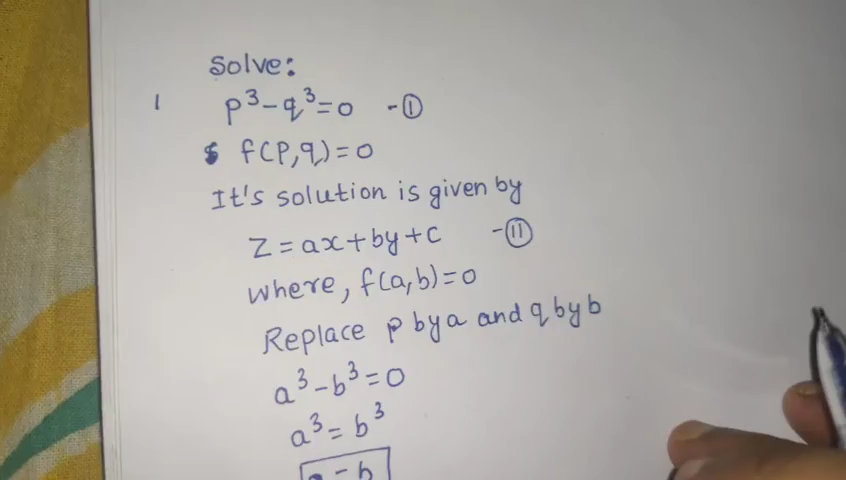 Solve:
1 p³-q³=0 -①
f(P,q)=0
It's solution is given by
Z=ax+by+c -⑪
where, f(a,b)=0
Replace p by a and q by b
a³-b³=0
a³=b³
a=b